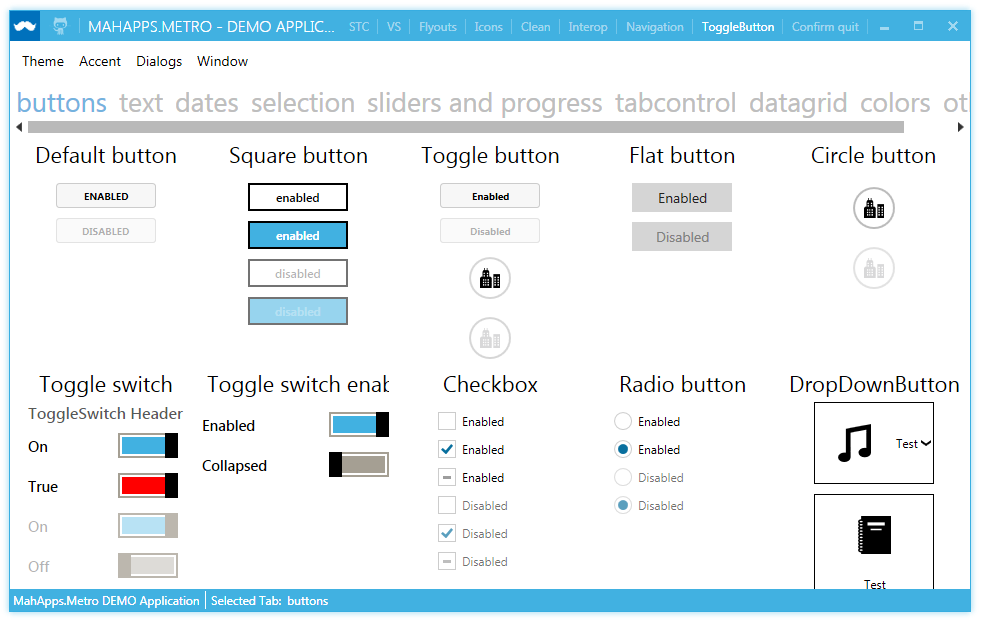 MAHAPPS.METRO - DEMO APPLIC... STC VS Flyouts Icons Clean Interop Navigation ToggleButton Confirm quit
Theme Accent Dialogs Window
buttons text dates selection sliders and progress tabcontrol datagrid colors ot
Default button Square button Toggle button Flat button Circle button
ENABLED enabled Enabled Enabled
DISABLED enabled Disabled Disabled
disabled
disabled
Toggle switch Toggle switch enab Checkbox Radio button DropDownButton
ToggleSwitch Header
Enabled Enabled Enabled
On Enabled Enabled Test
Collapsed Enabled Disabled
True
Disabled Disabled
On Disabled
Off Disabled
Test
MahApps.Metro DEMO Application Selected Tab: buttons